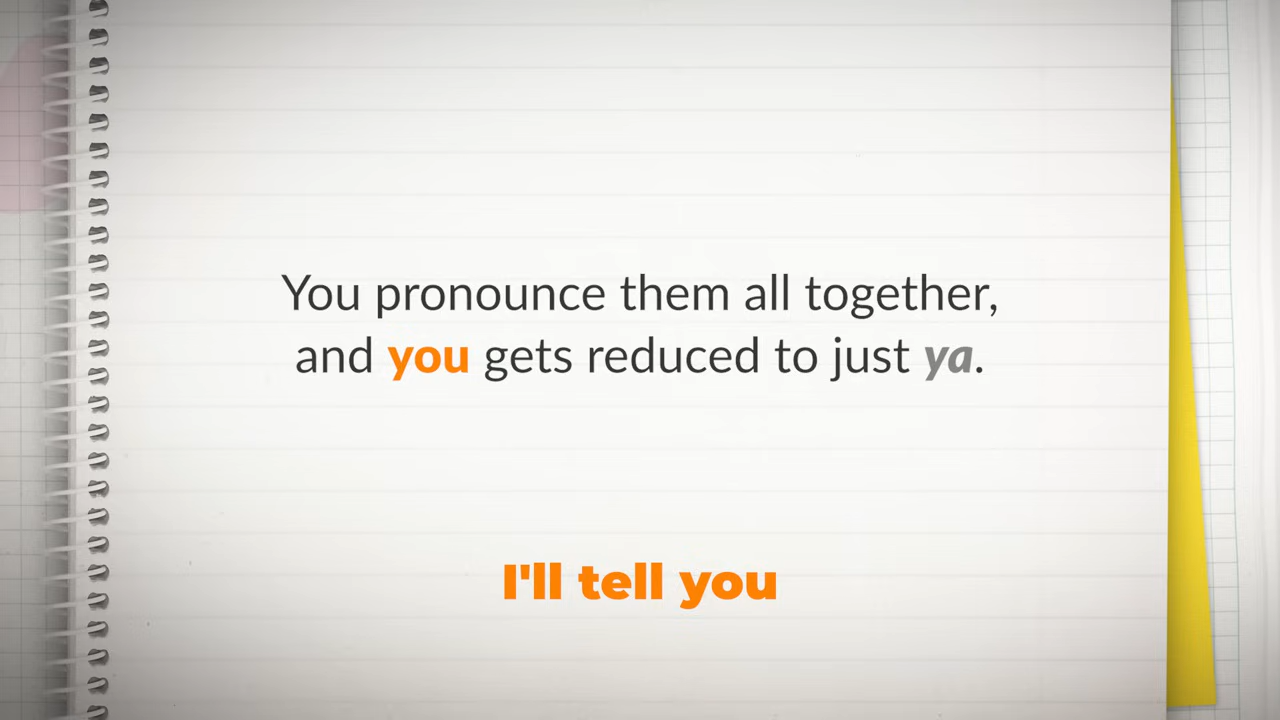 You pronounce them all together,
and you gets reduced to just ya.
I'll tell you